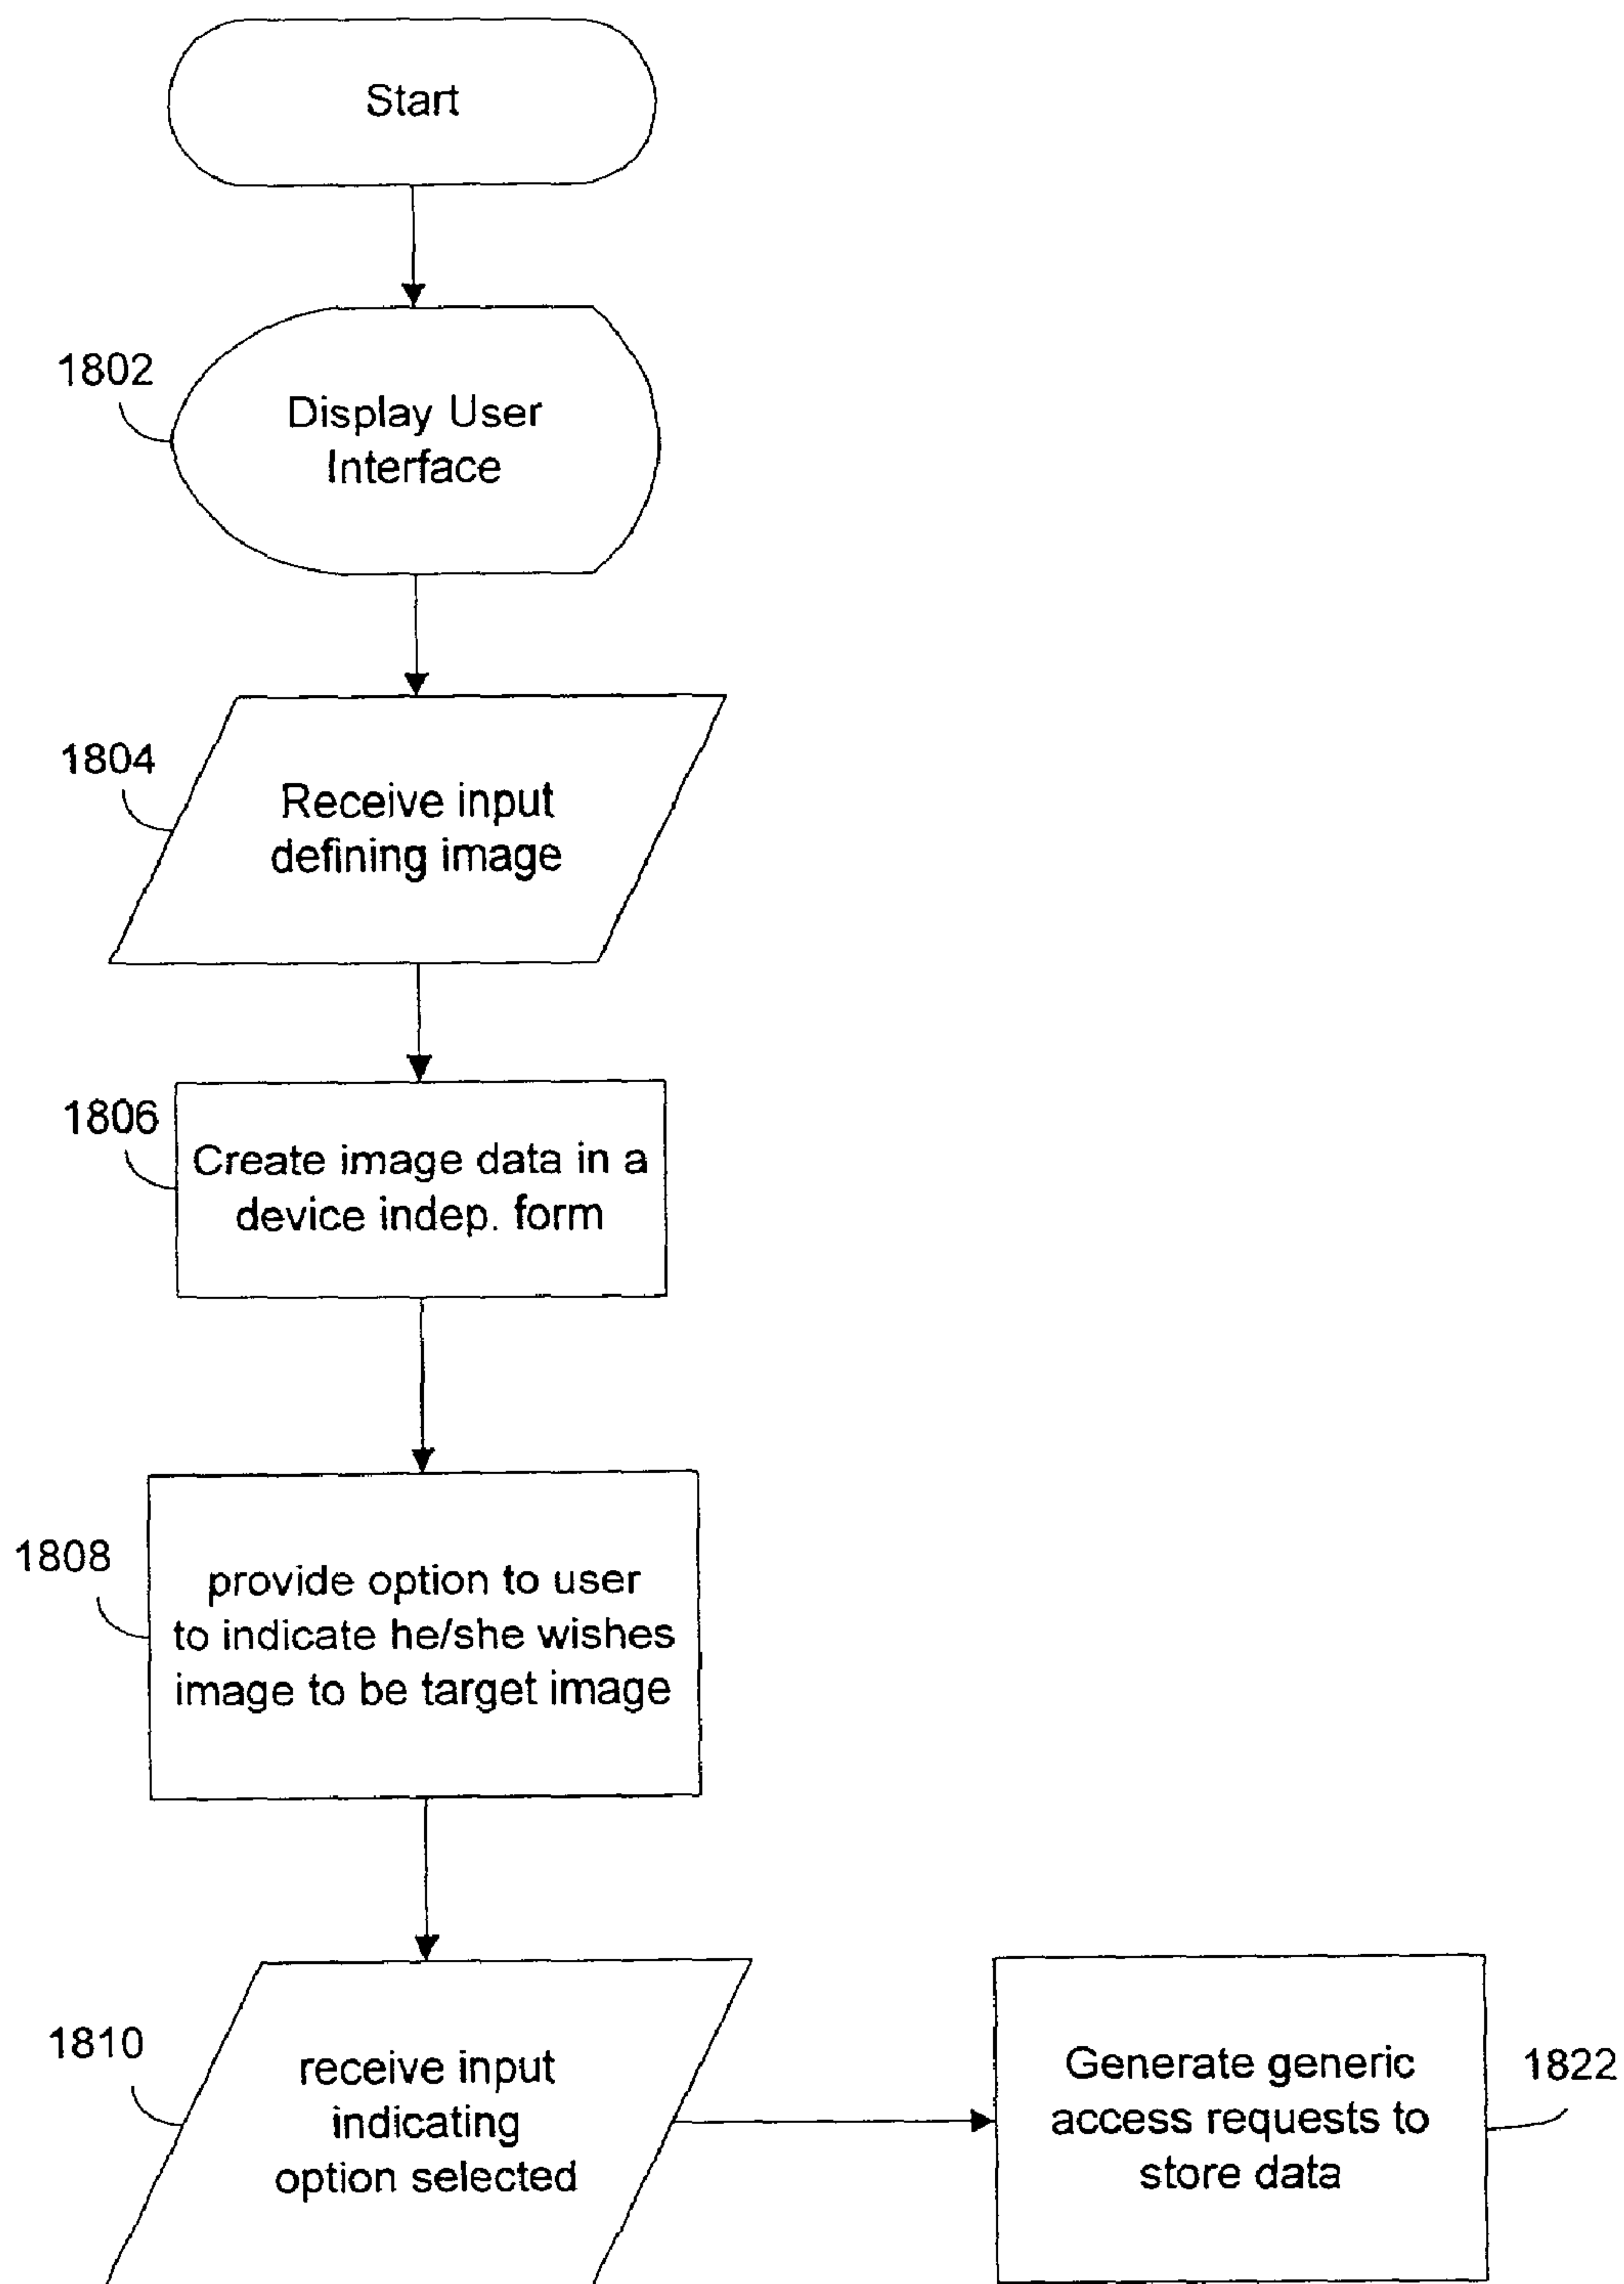 Start
1802
Display User
Interface
1804
Receive input
defining image
1806
Create image data in a
device indep. form
1808
provide option to user
to indicate he/she wishes
image to be target image
1810
receive input
indicating
option selected
Generate generic
access requests to
store data
1822